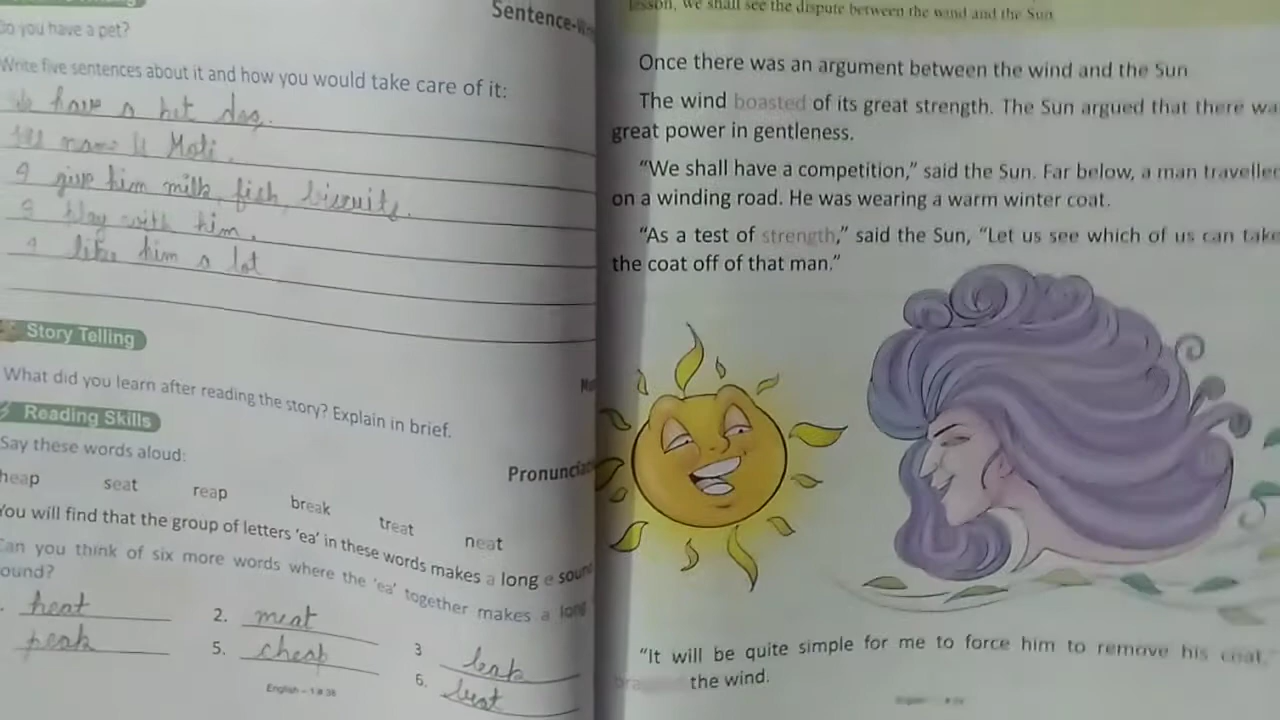 Sentence-
Do you have a pet?
Write five sentences about it and how you would take care of it:
have a pet dog.
name is Moti.
I give him milk, fish, biscuits.
I play with him.
I like him a lot
Story Telling
What did you learn after reading the story? Explain in brief.
Reading Skills
Say these words aloud:
Pronuncia
heap seat reap break treat neat
You will find that the group of letters 'ea' in these words makes a long e soun
Can you think of six more words where the 'ea' together makes a long
ound?
heat 2. meat 3 leak
peak 5. cheap 6. beat
English – 1 # 38
lesson, we shall see the dispute between the wind and the Sun
Once there was an argument between the wind and the Sun
The wind boasted of its great strength. The Sun argued that there wa
great power in gentleness.
“We shall have a competition,” said the Sun. Far below, a man traveller
on a winding road. He was wearing a warm winter coat.
“As a test of strength,” said the Sun, “Let us see which of us can take
the coat off of that man.”
“It will be quite simple for me to force him to remove his coat,”
the wind.